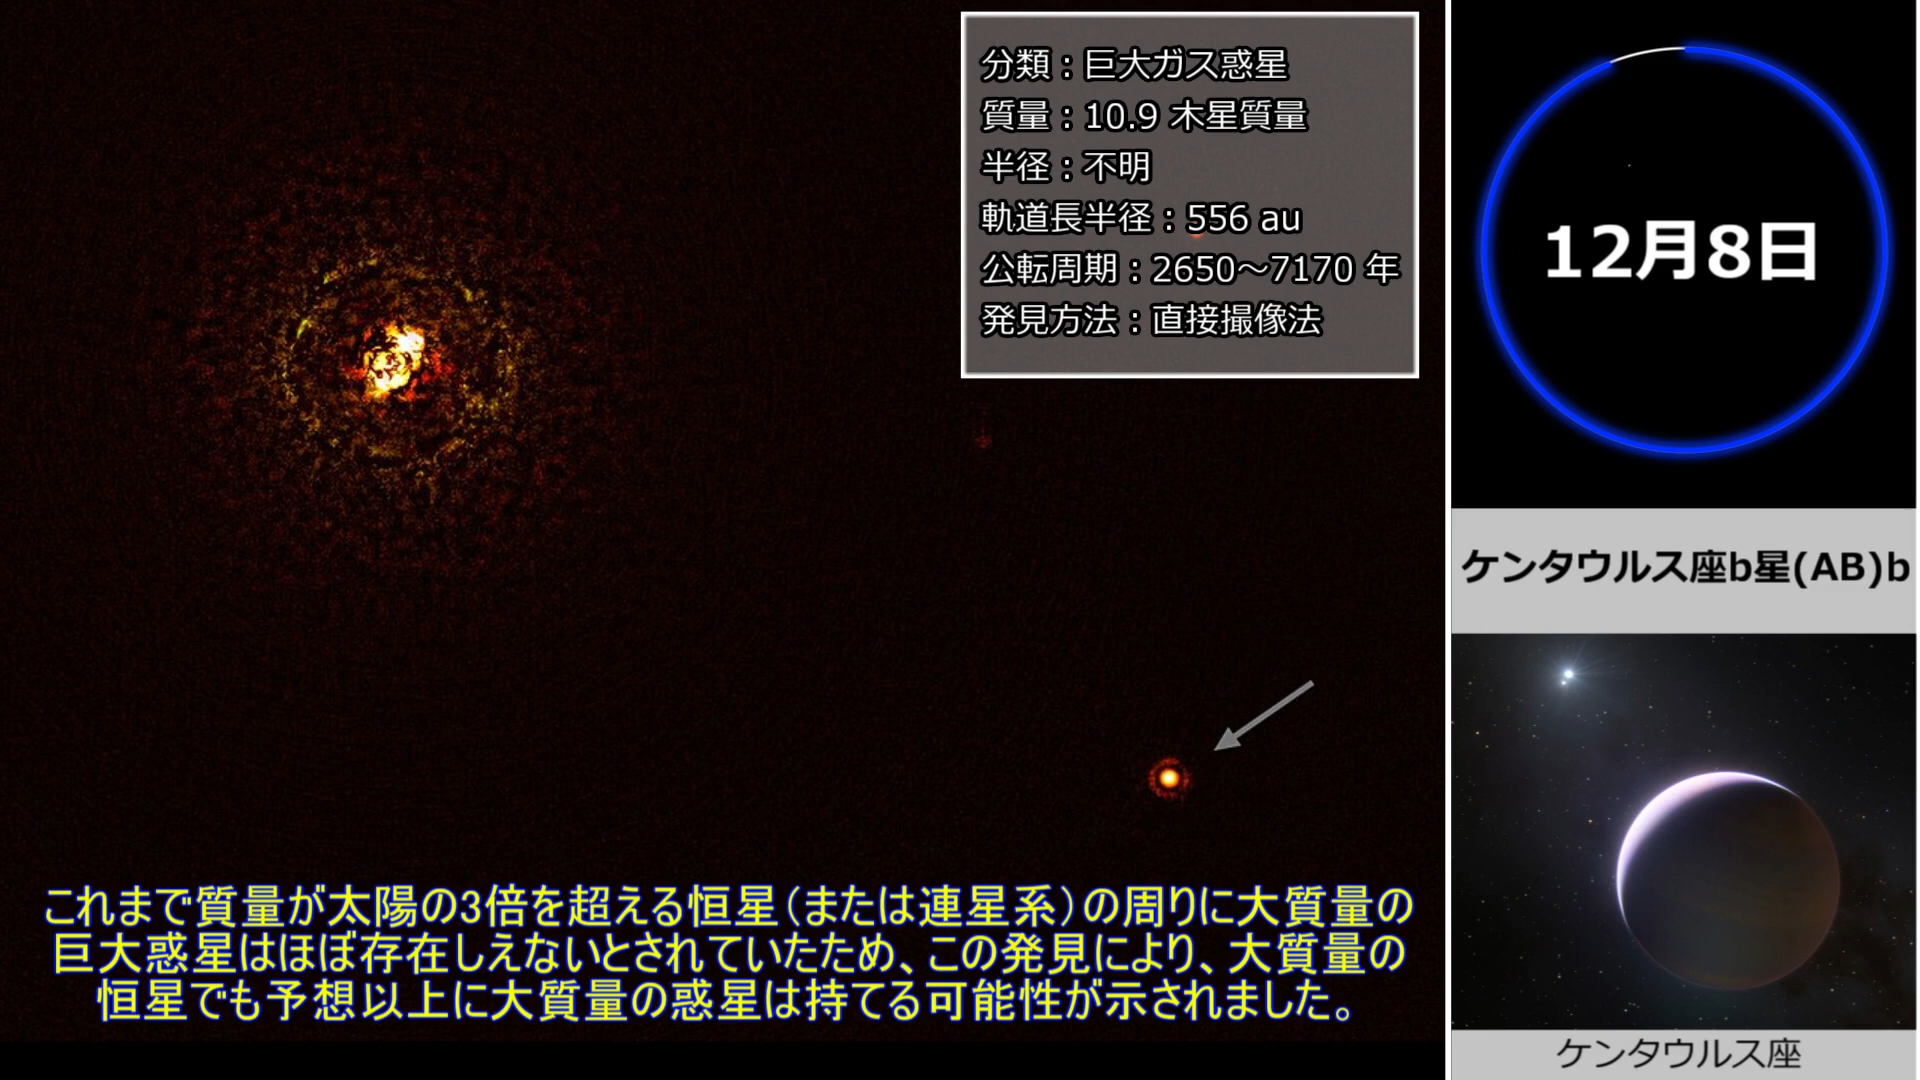 分類：巨大ガス惑星
質量：10.9 木星質量
半径：不明
軌道長半径：556 au
公転周期：2650～7170 年
発見方法：直接撮像法
12月8日
ケンタウルス座b星(AB)b
ケンタウルス座
これまで質量が太陽の3倍を超える恒星（または連星系）の周りに大質量の
巨大惑星はほぼ存在しえないとされていたため、この発見により、大質量の
恒星でも予想以上に大質量の惑星は持てる可能性が示されました。